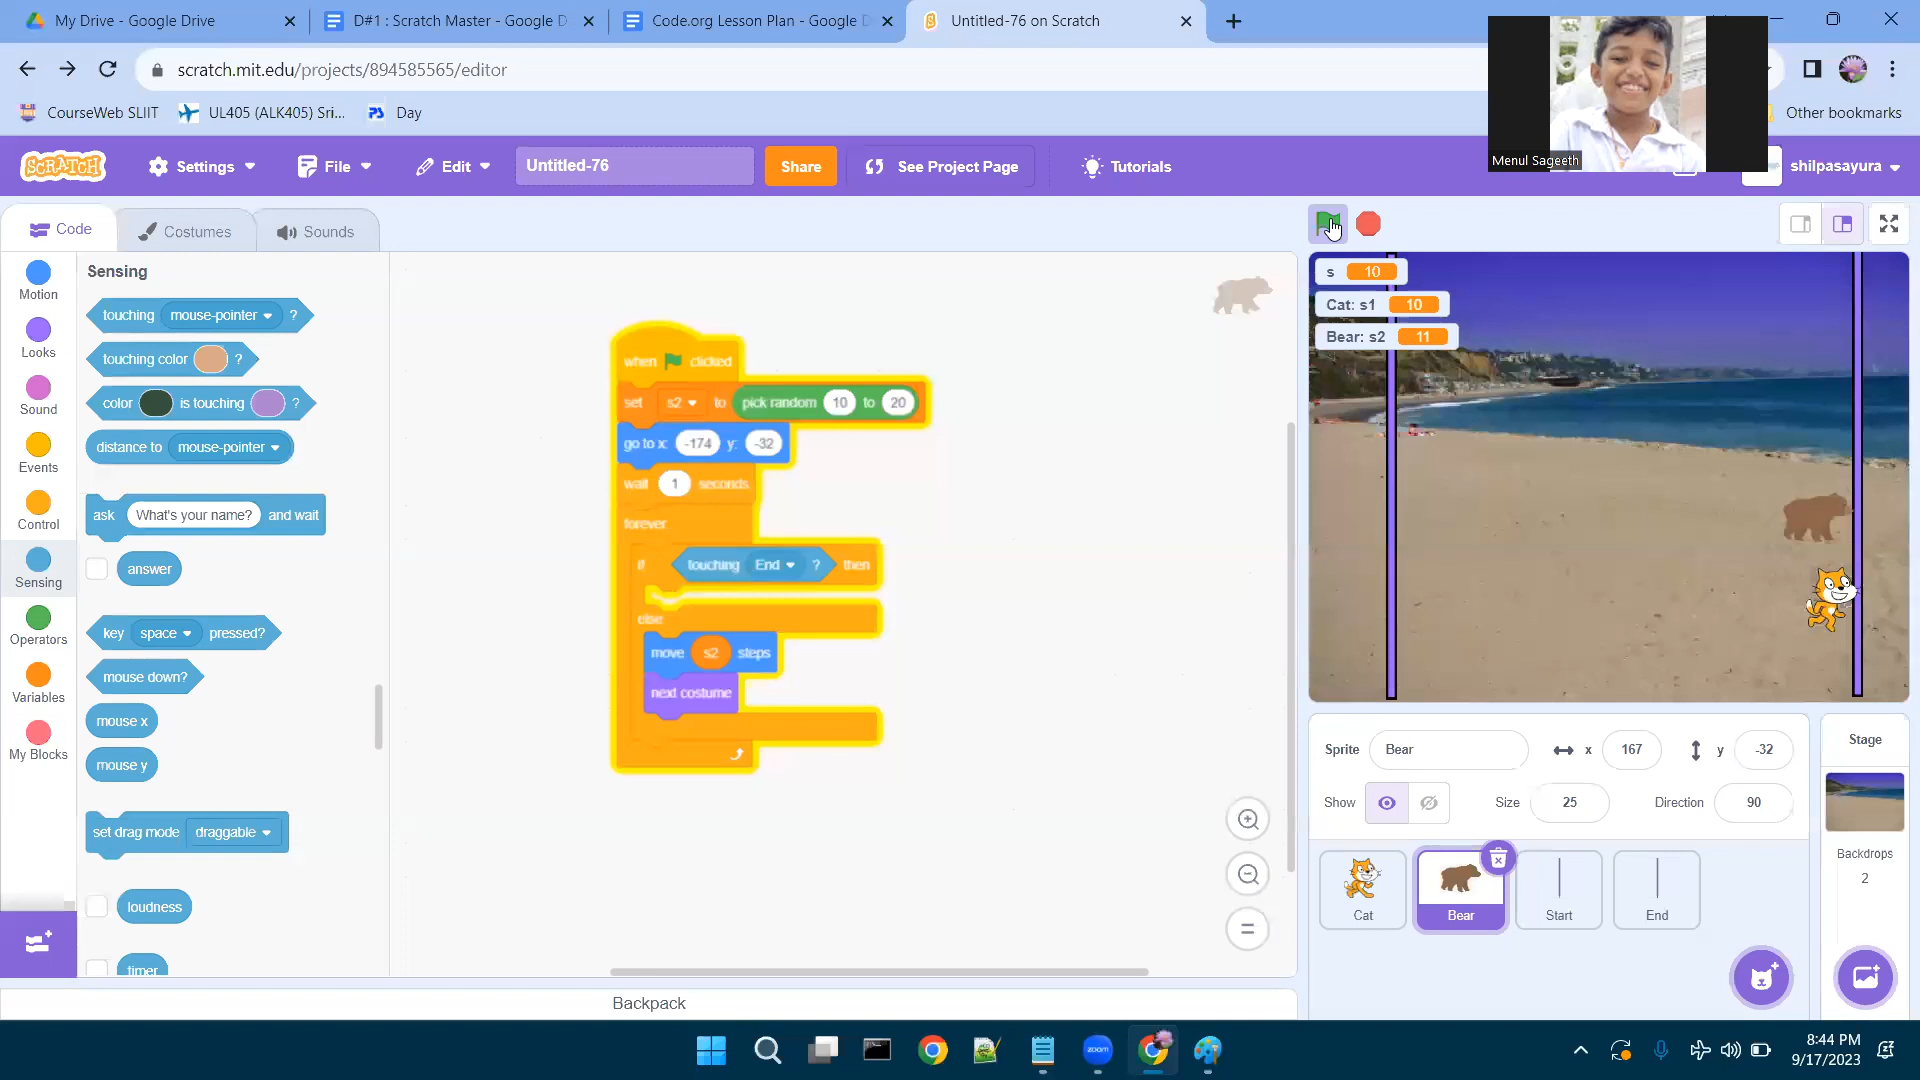 My Drive - Google Drive
D#1 : Scratch Master - Google D
Code.org Lesson Plan - Google D
Untitled-76 on Scratch
scratch.mit.edu/projects/894585565/editor
CourseWeb SLIIT
UL405 (ALK405) Sri...
Day
Other bookmarks
Menul Sageeth
SCRATCH
Settings
File
Edit
Untitled-76
Share
See Project Page
Tutorials
shilpasayura
Code
Costumes
Sounds
Motion
Looks
Sound
Events
Control
Sensing
Operators
Variables
My Blocks
Sensing
touching mouse-pointer ?
touching color ?
color is touching ?
distance to mouse-pointer
ask What's your name? and wait
answer
key space pressed?
mouse down?
mouse x
mouse y
set drag mode draggable
loudness
timer
when clicked
set s2 to pick random 10 to 20
go to x: -174 y: -32
wait 1 seconds
forever
if touching End ? then
else
move s2 steps
next costume
s 10
Cat: s1 10
Bear: s2 11
Sprite Bear x 167 y -32
Show Size 25 Direction 90
Cat
Bear
Start
End
Stage
Backdrops
2
Backpack
zoom
8:44 PM
9/17/2023